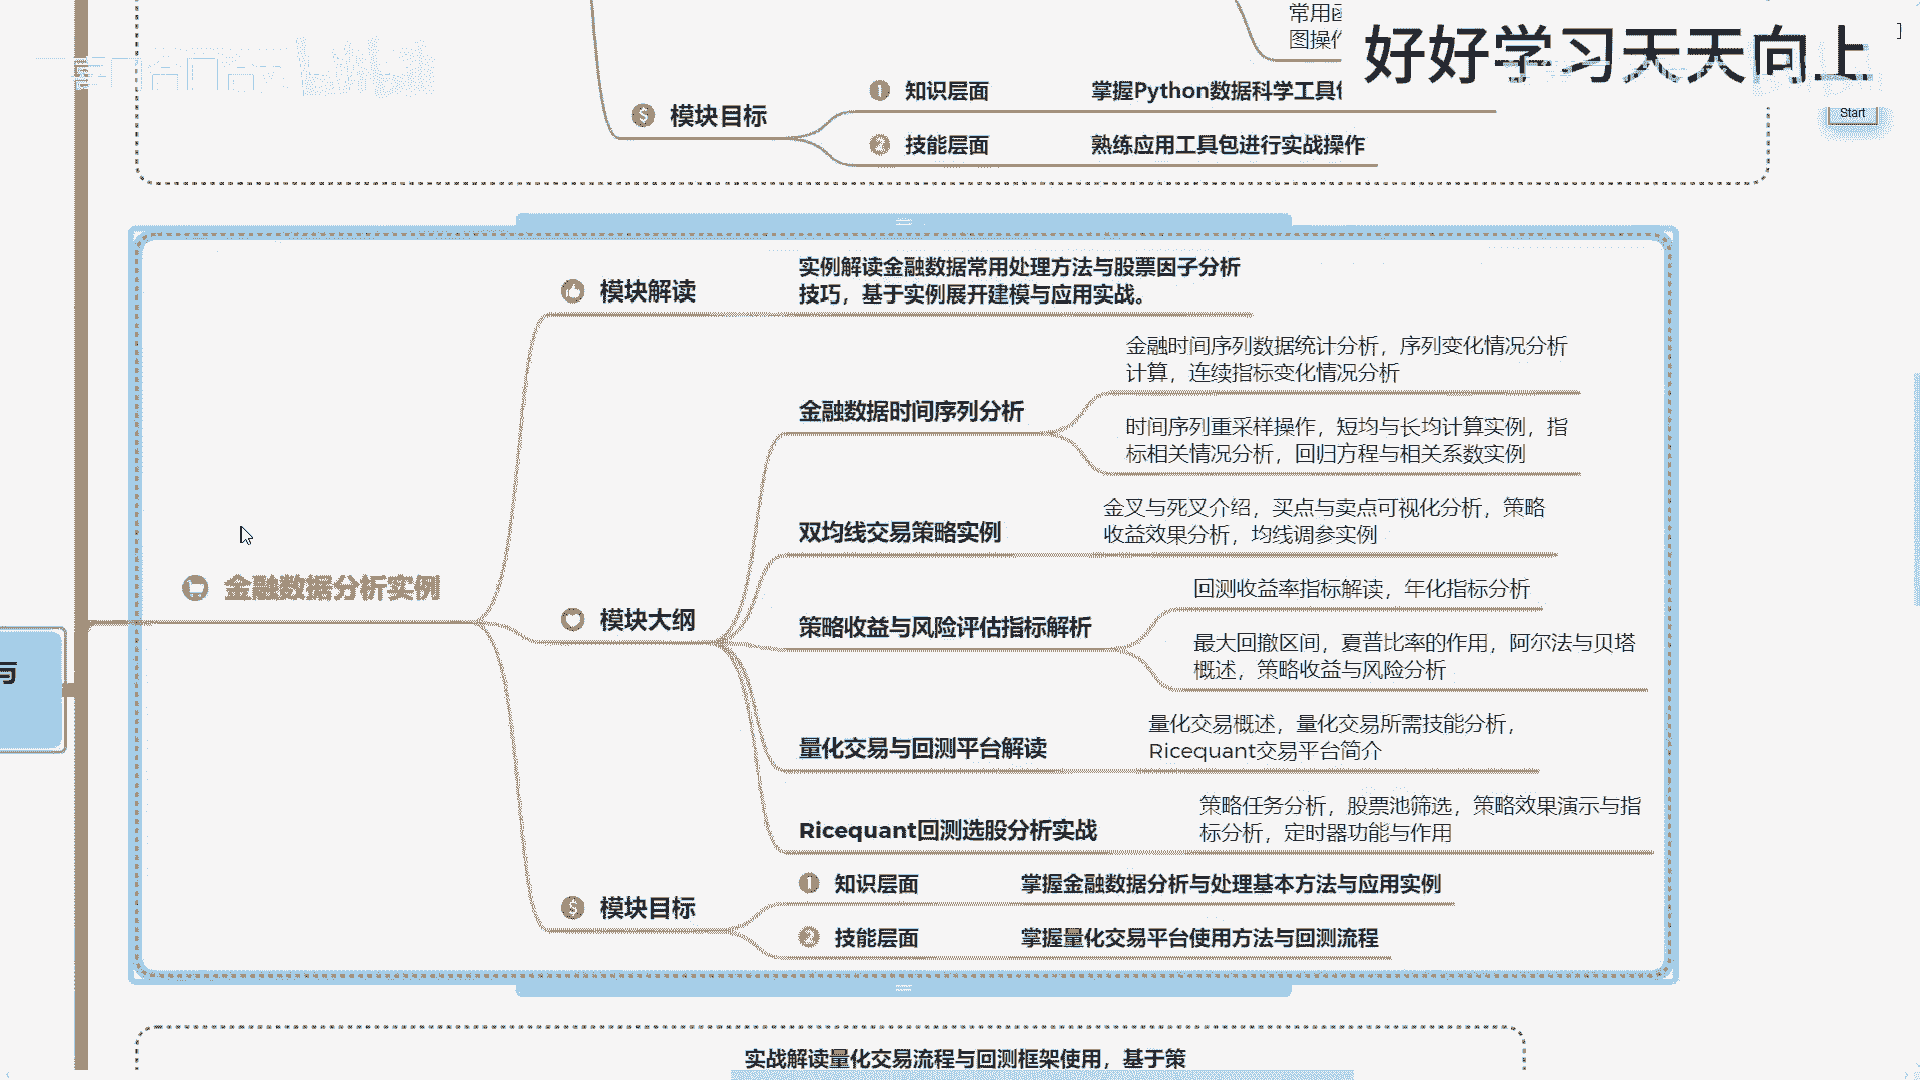 常用
图操作
好好学习天天向上
Start
模块目标
1 知识层面
掌握Python数据科学工具
2 技能层面
熟练应用工具包进行实战操作
模块解读
实例解读金融数据常用处理方法与股票因子分析
技巧，基于实例展开建模与应用实战。
金融数据分析实例
模块大纲
金融数据时间序列分析
金融时间序列数据统计分析，序列变化情况分析
计算，连续指标变化情况分析
时间序列重采样操作，短均与长均计算实例，指
标相关情况分析，回归方程与相关系数实例
双均线交易策略实例
金叉与死叉介绍，买点与卖点可视化分析，策略
收益效果分析，均线调参实例
策略收益与风险评估指标解析
回测收益率指标解读，年化指标分析
最大回撤区间，夏普比率的作用，阿尔法与贝塔
概述，策略收益与风险分析
量化交易与回测平台解读
量化交易概述，量化交易所需技能分析，
Ricequant交易平台简介
Ricequant回测选股分析实战
策略任务分析，股票池筛选，策略效果演示与指
标分析，定时器功能与作用
模块目标
1 知识层面
掌握金融数据分析与处理基本方法与应用实例
2 技能层面
掌握量化交易平台使用方法与回测流程
与
实战解读量化交易流程与回测框架使用，基于策